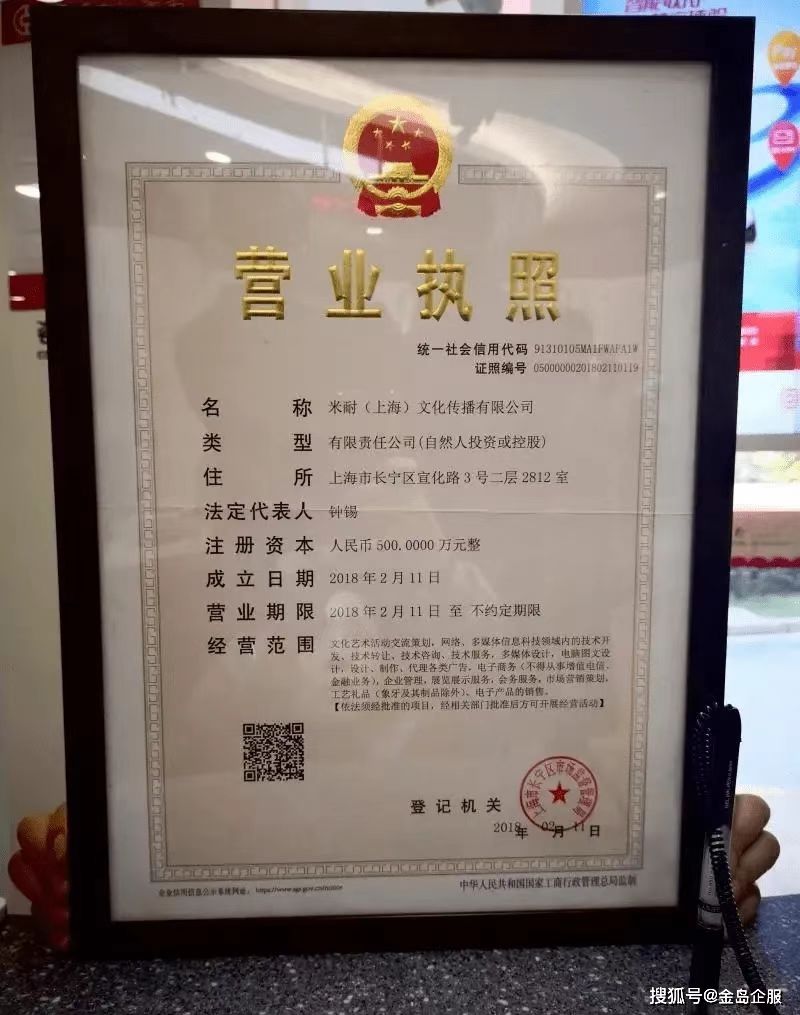 营业执照
统一社会信用代码 91310105MA1FWAFA1W
证照编号 05000000201802110119
名称 米耐（上海）文化传播有限公司
类型 有限责任公司(自然人投资或控股)
住所 上海市长宁区宣化路3号二层2812室
法定代表人 钟锡
注册资本 人民币500.0000万元整
成立日期 2018年2月11日
营业期限 2018年2月11日 至 不约定期限
经营范围 文化艺术活动交流策划，网络、多媒体信息科技领域内的技术开
发、技术转让、技术咨询、技术服务，多媒体设计，电脑图文设
计，设计、制作、代理各类广告，电子商务（不得从事增值电信、
金融业务），企业管理，展览展示服务，会务服务，市场营销策划，
工艺礼品（象牙及其制品除外）、电子产品的销售。
【依法须经批准的项目，经相关部门批准后方可开展经营活动】
上海市长宁区市场监督管理局
登记机关
2018年02月11日
企业信用信息公示系统网址：
中华人民共和国国家工商行政管理总局监制
搜狐号@金岛企服